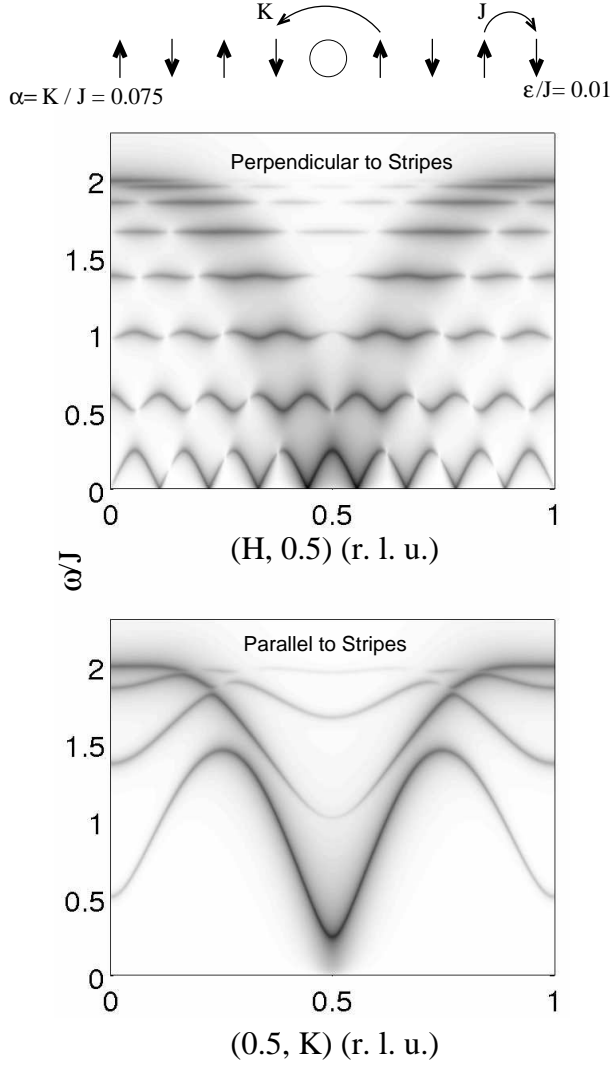 K J
α= K / J = 0.075 ε/J= 0.01
Perpendicular to Stripes
2
1.5
1
0.5
0
0 0.5 1
(H, 0.5) (r. l. u.)
ω/J
Parallel to Stripes
2
1.5
1
0.5
0
0 0.5 1
(0.5, K) (r. l. u.)